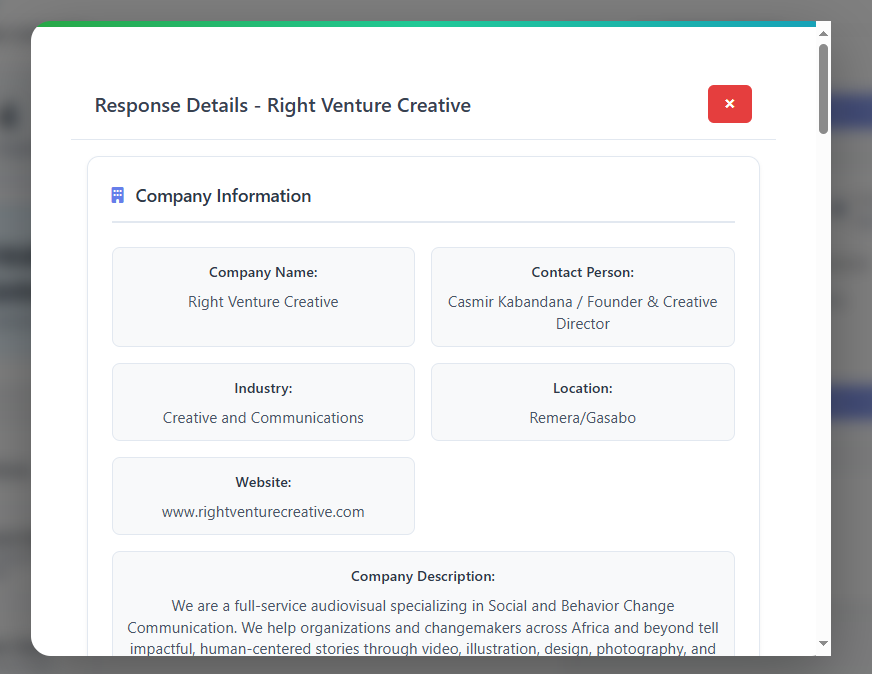 Response Details - Right Venture Creative
Company Information
Company Name:
Right Venture Creative
Contact Person:
Casmir Kabandana / Founder & Creative
Director
Industry:
Creative and Communications
Location:
Remera/Gasabo
Website:
www.rightventurecreative.com
Company Description:
We are a full-service audiovisual specializing in Social and Behavior Change
Communication. We help organizations and changemakers across Africa and beyond tell
impactful, human-centered stories through video, illustration, design, photography, and